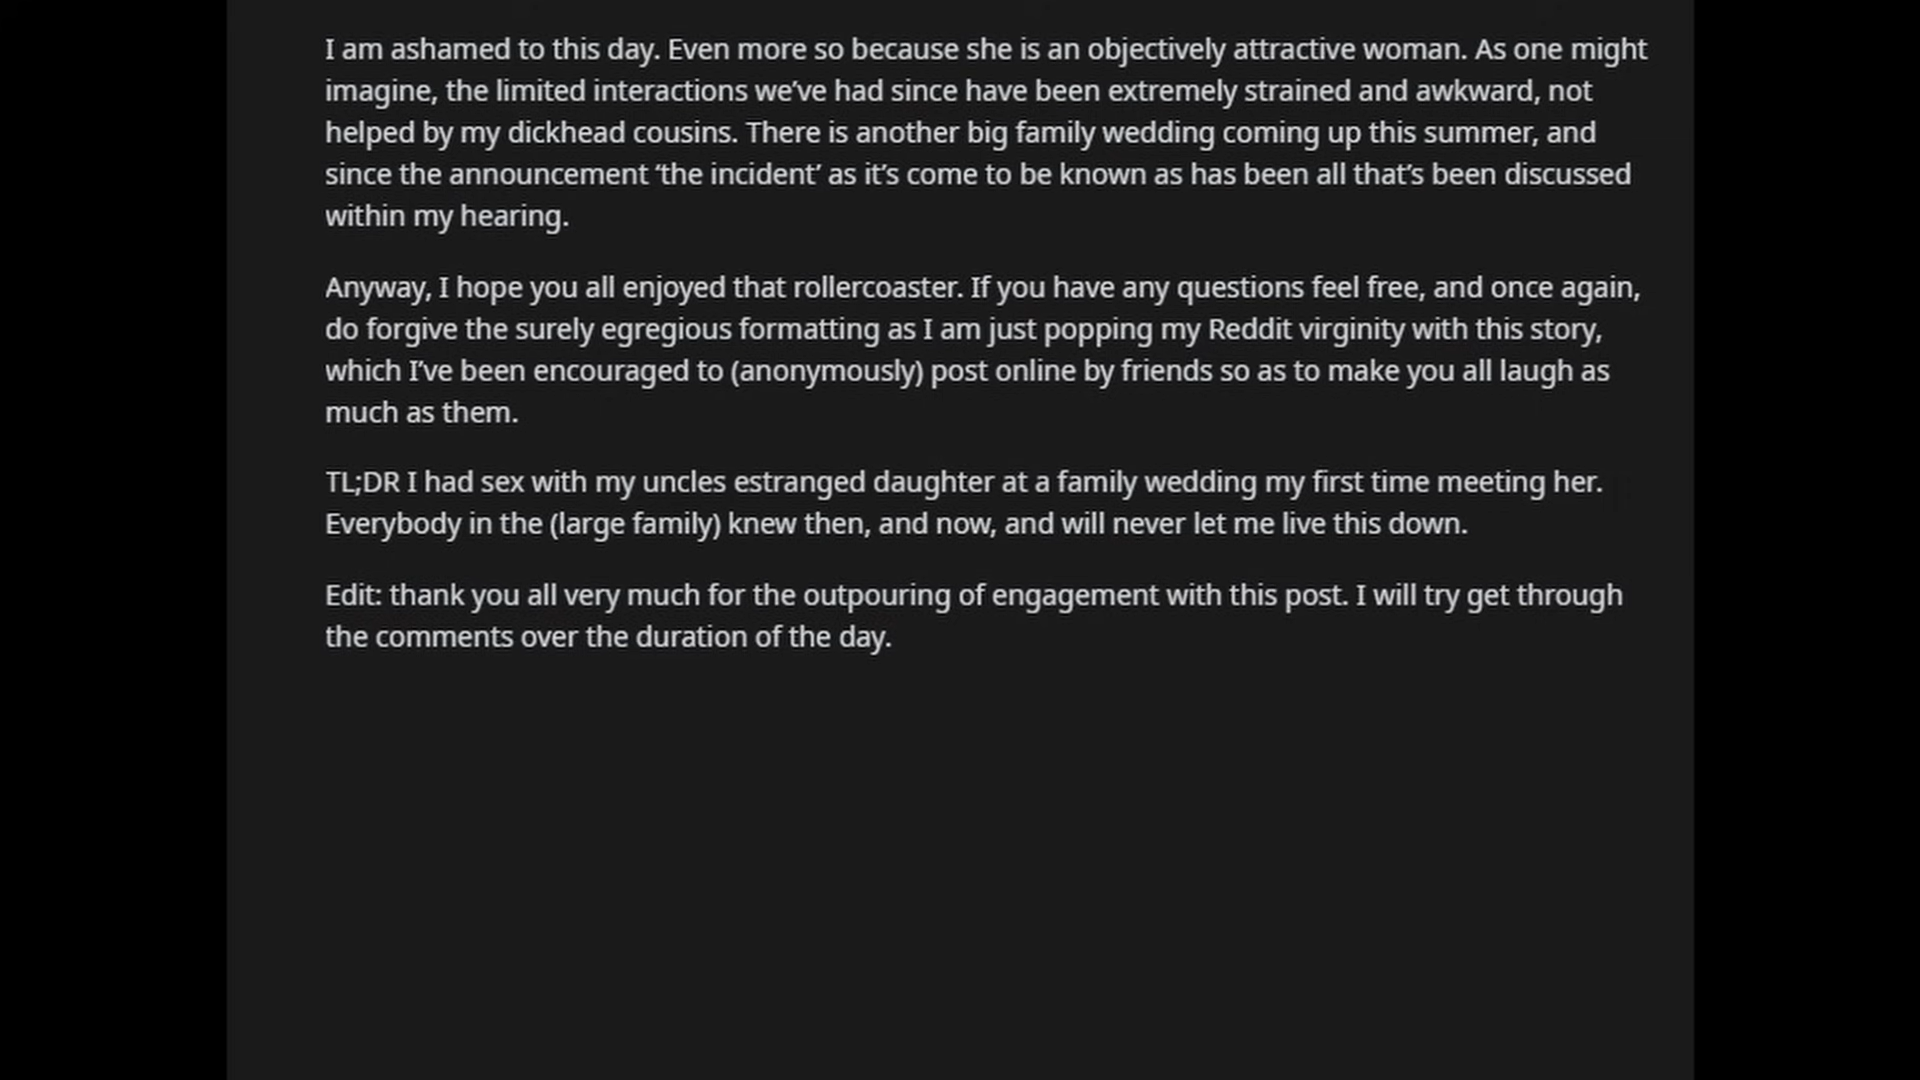 I am ashamed to this day. Even more so because she is an objectively attractive woman. As one might
imagine, the limited interactions we’ve had since have been extremely strained and awkward, not
helped by my dickhead cousins. There is another big family wedding coming up this summer, and
since the announcement ‘the incident’ as it’s come to be known as has been all that’s been discussed
within my hearing.
Anyway, I hope you all enjoyed that rollercoaster. If you have any questions feel free, and once again,
do forgive the surely egregious formatting as I am just popping my Reddit virginity with this story,
which I’ve been encouraged to (anonymously) post online by friends so as to make you all laugh as
much as them.
TL;DR I had sex with my uncles estranged daughter at a family wedding my first time meeting her.
Everybody in the (large family) knew then, and now, and will never let me live this down.
Edit: thank you all very much for the outpouring of engagement with this post. I will try get through
the comments over the duration of the day.